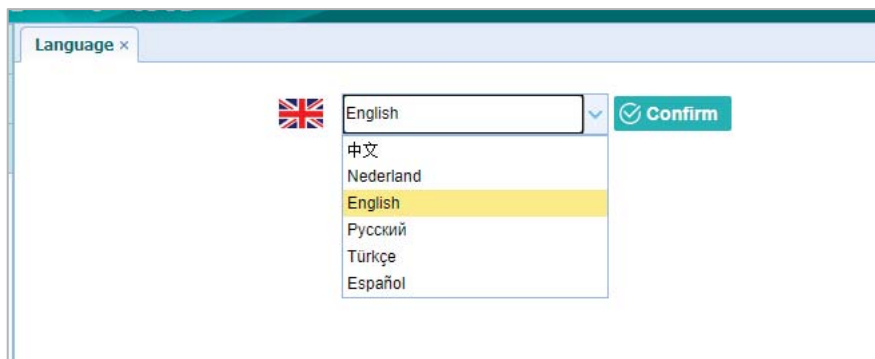 Language ×
English
Confirm
中文
Nederland
English
Русский
Türkçe
Español